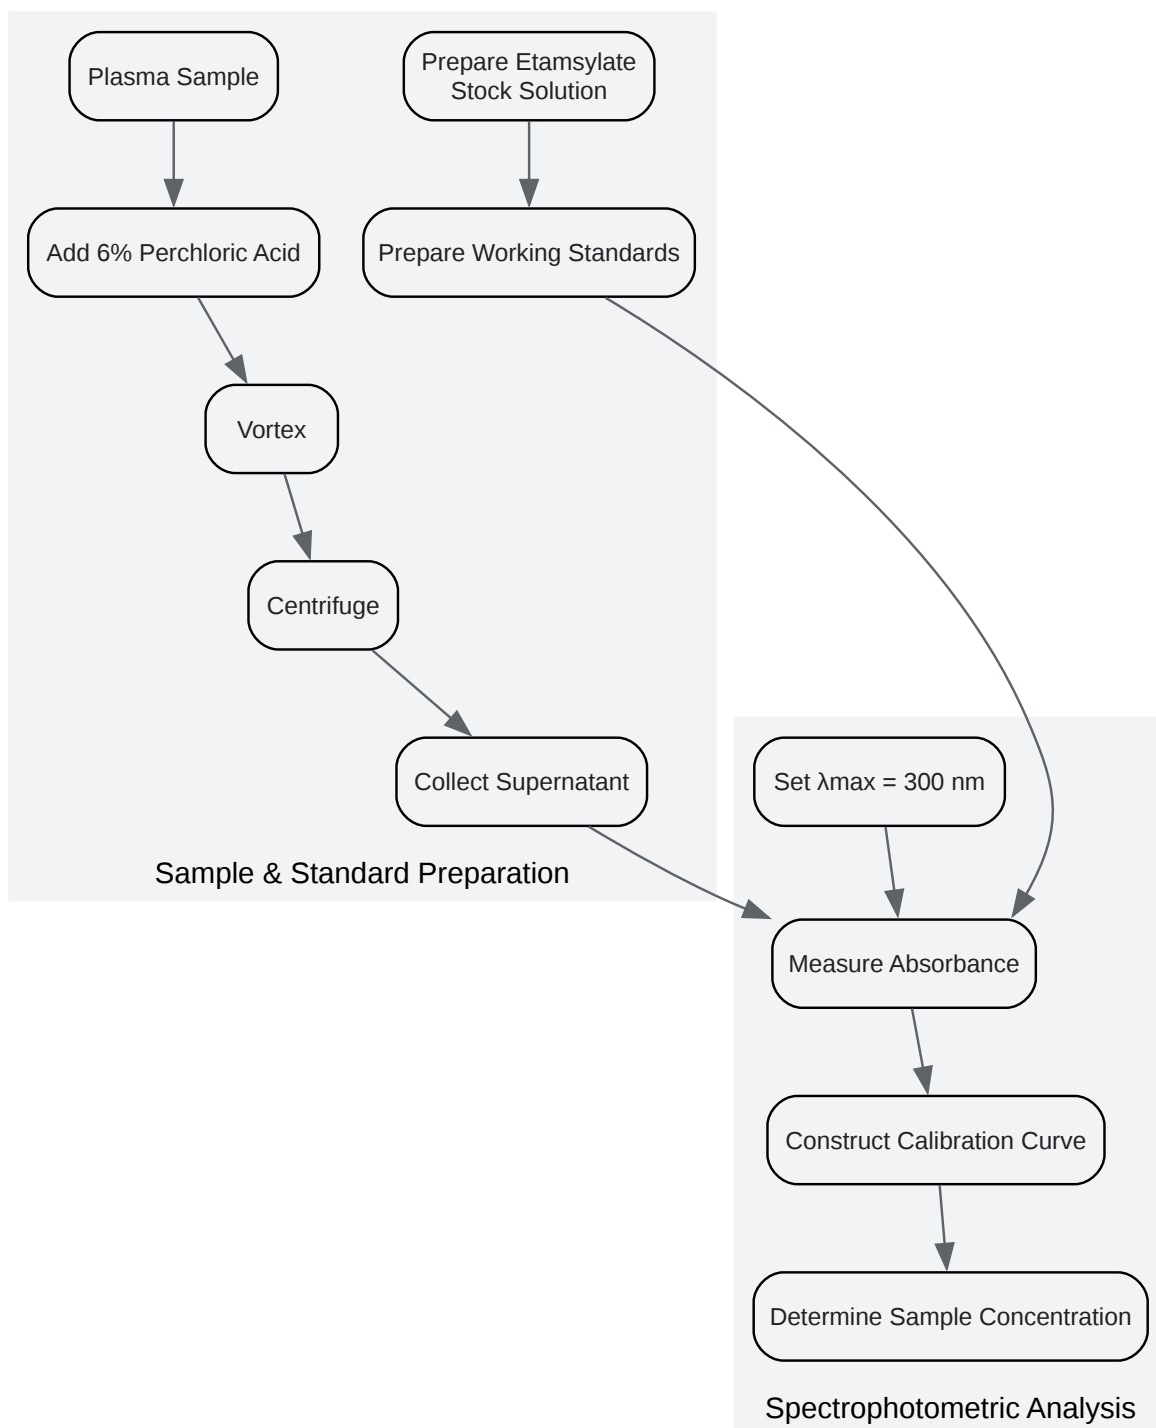 Plasma Sample
Prepare Etamsylate
Stock Solution
Add 6% Perchloric Acid
Prepare Working Standards
Vortex
Centrifuge
Collect Supernatant
Sample & Standard Preparation
Set λmax = 300 nm
Measure Absorbance
Construct Calibration Curve
Determine Sample Concentration
Spectrophotometric Analysis